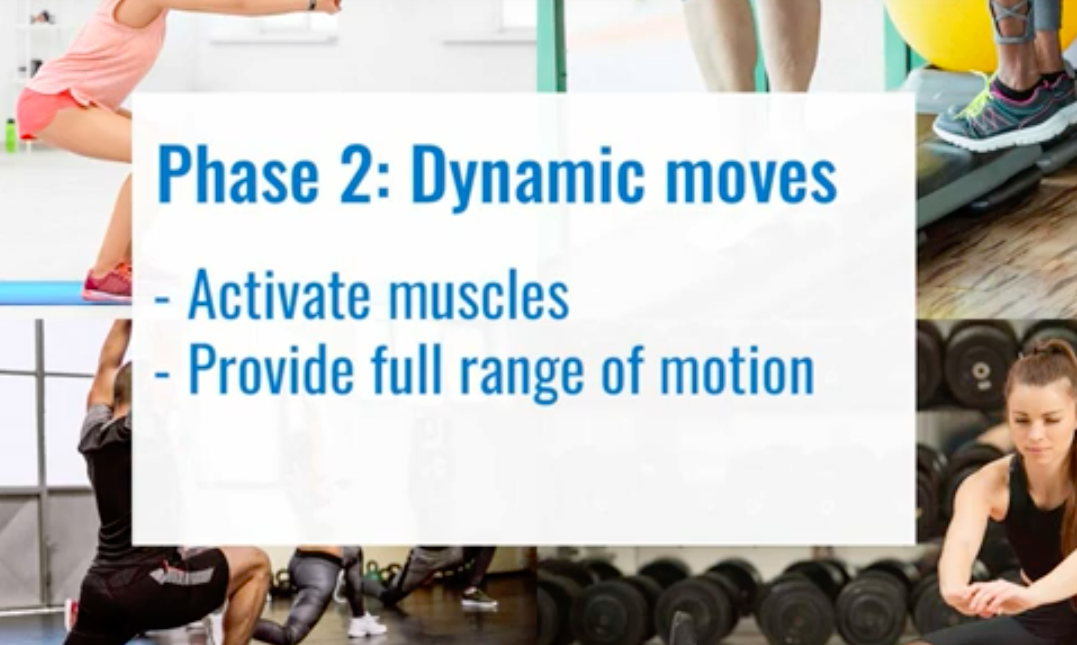 Phase 2: Dynamic moves
- Activate muscles
- Provide full range of motion